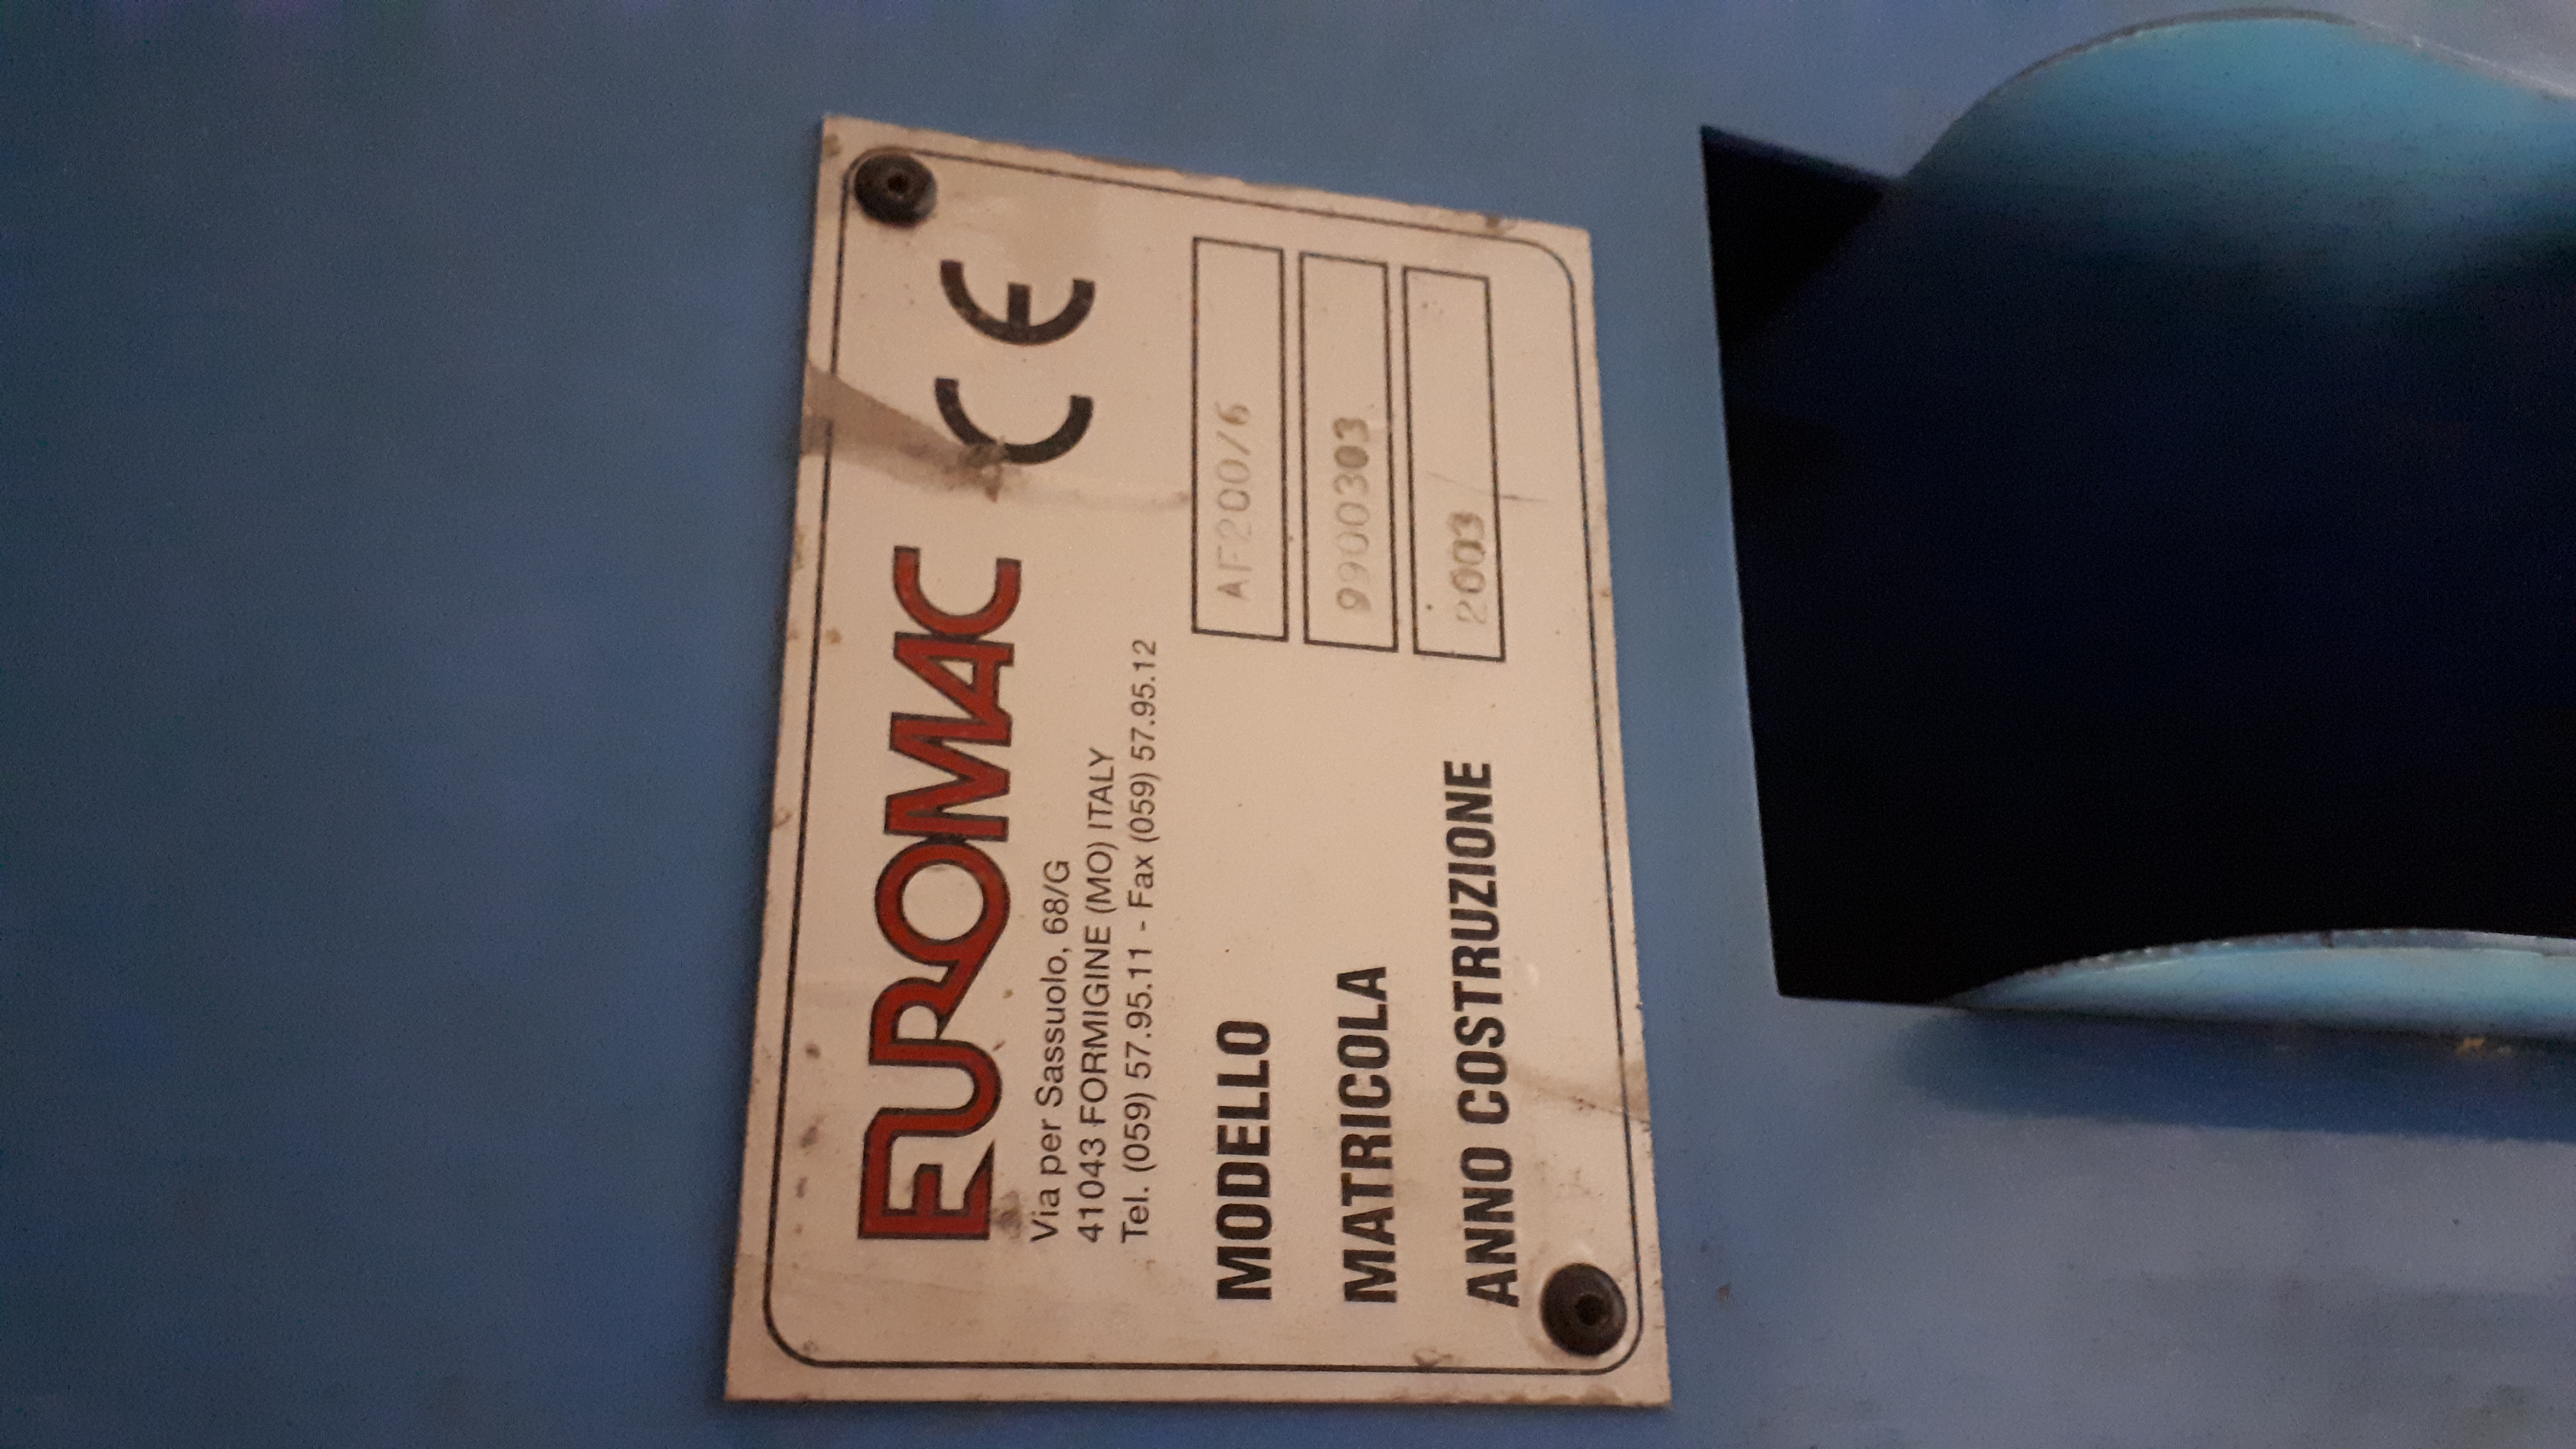 EUROMAC CE
Via per Sassuolo, 68/G
41043 FORMIGINE (MO) ITALY
Tel. (059) 57.95.11 - Fax (059) 57.95.12
MODELLO AF200/6
MATRICOLA 99000303
ANNO COSTRUZIONE 2003